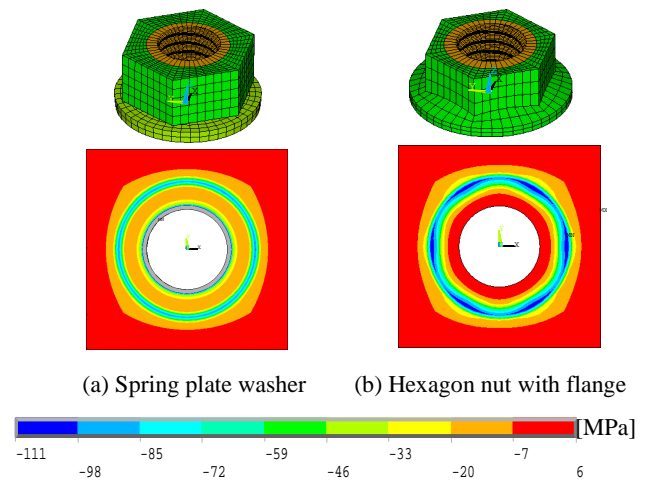 (a) Spring plate washer (b) Hexagon nut with flange
[MPa]
-111 -85 -59 -33 -7
-98 -72 -46 -20 6